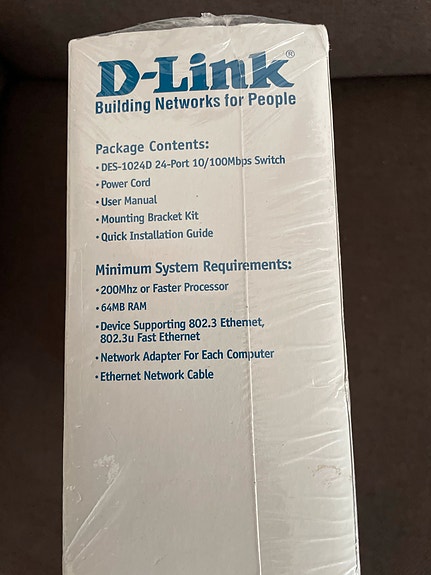 D-Link®
Building Networks for People
Package Contents:
• DES-1024D 24-Port 10/100Mbps Switch
• Power Cord
• User Manual
• Mounting Bracket Kit
• Quick Installation Guide
Minimum System Requirements:
• 200Mhz or Faster Processor
• 64MB RAM
• Device Supporting 802.3 Ethernet,
802.3u Fast Ethernet
• Network Adapter For Each Computer
• Ethernet Network Cable